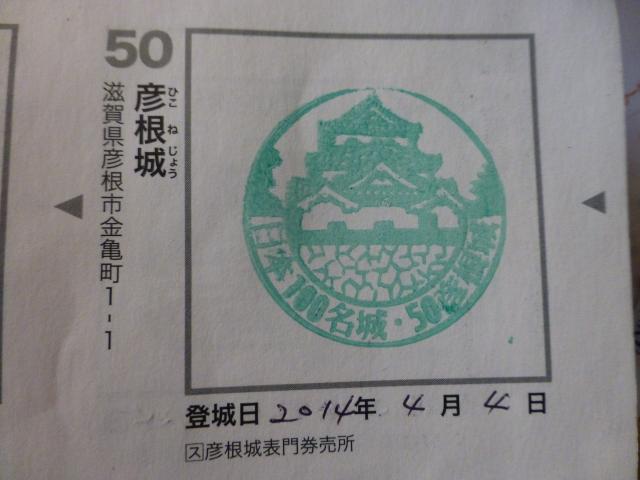 50
彦根城
ひこねじょう
滋賀県彦根市金亀町1-1
日本100名城・50彦根城
登城日 2014年 4月 4日
ス彦根城表門券売所